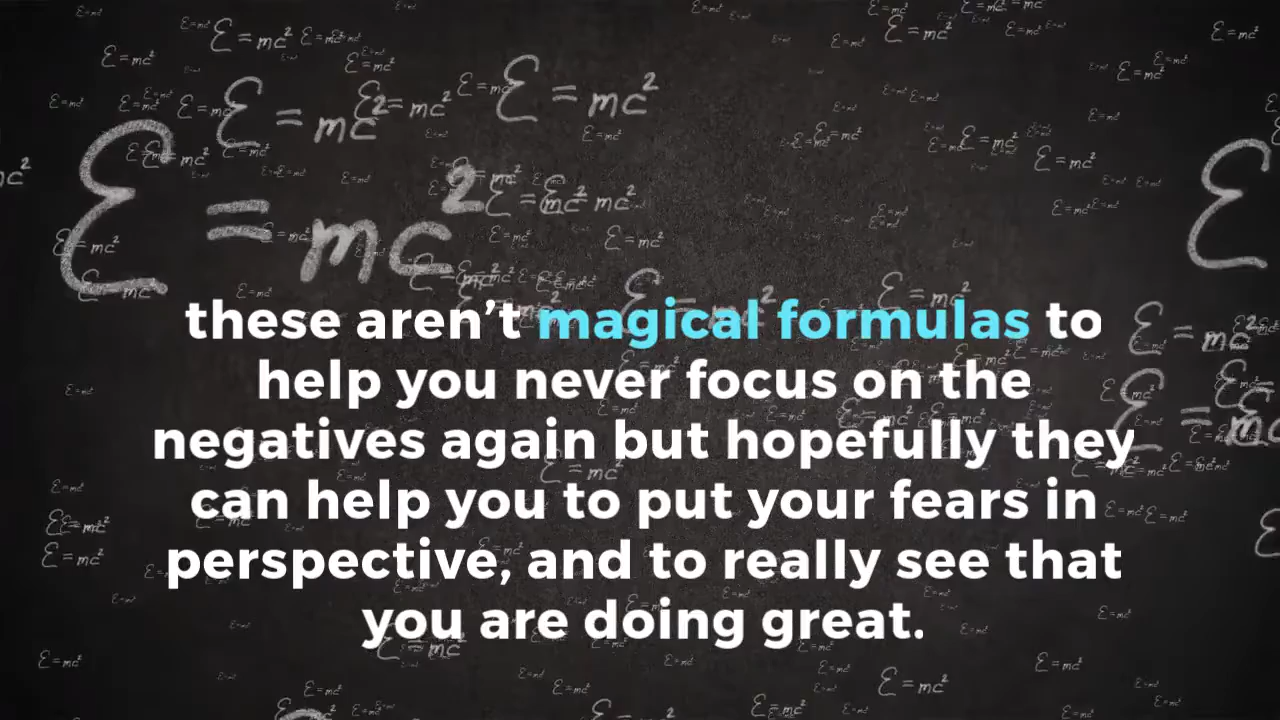 E = mc²
these aren’t magical formulas to
help you never focus on the
negatives again but hopefully they
can help you to put your fears in
perspective, and to really see that
you are doing great.